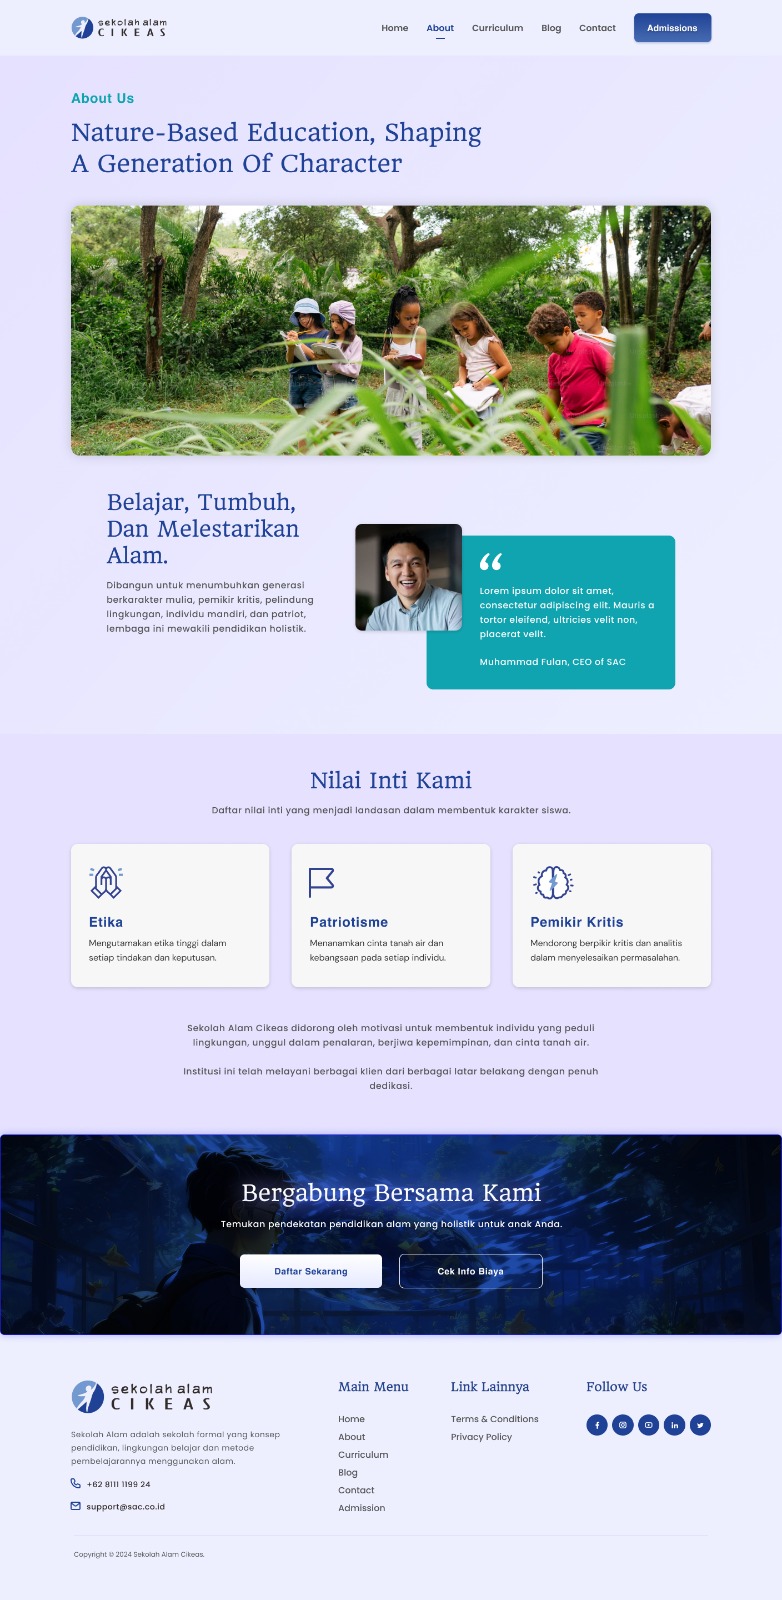 sekolah alam
CIKEAS
Home
About
Curriculum
Blog
Contact
Admissions
About Us
Nature-Based Education, Shaping
A Generation Of Character
Belajar, Tumbuh,
Dan Melestarikan
Alam.
Dibangun untuk menumbuhkan generasi
berkarakter mulia, pemikir kritis, pelindung
lingkungan, individu mandiri, dan patriot,
lembaga ini mewakili pendidikan holistik.
“
Lorem ipsum dolor sit amet,
consectetur adipiscing elit. Mauris a
tortor eleifend, ultricies velit non,
placerat velit.
Muhammad Fulan, CEO of SAC
Nilai Inti Kami
Daftar nilai inti yang menjadi landasan dalam membentuk karakter siswa.
Etika
Mengutamakan etika tinggi dalam
setiap tindakan dan keputusan.
Patriotisme
Menanamkan cinta tanah air dan
kebangsaan pada setiap individu.
Pemikir Kritis
Mendorong berpikir kritis dan analitis
dalam menyelesaikan permasalahan.
Sekolah Alam Cikeas didorong oleh motivasi untuk membentuk individu yang peduli
lingkungan, unggul dalam penalaran, berjiwa kepemimpinan, dan cinta tanah air.
Institusi ini telah melayani berbagai klien dari berbagai latar belakang dengan penuh
dedikasi.
Bergabung Bersama Kami
Temukan pendekatan pendidikan alam yang holistik untuk anak Anda.
Daftar Sekarang
Cek Info Biaya
sekolah alam
CIKEAS
Sekolah Alam adalah sekolah formal yang konsep
pendidikan, lingkungan belajar dan metode
pembelajarannya menggunakan alam.
+62 8111 1199 24
support@sac.co.id
Main Menu
Home
About
Curriculum
Blog
Contact
Admission
Link Lainnya
Terms & Conditions
Privacy Policy
Follow Us
Copyright © 2024 Sekolah Alam Cikeas.